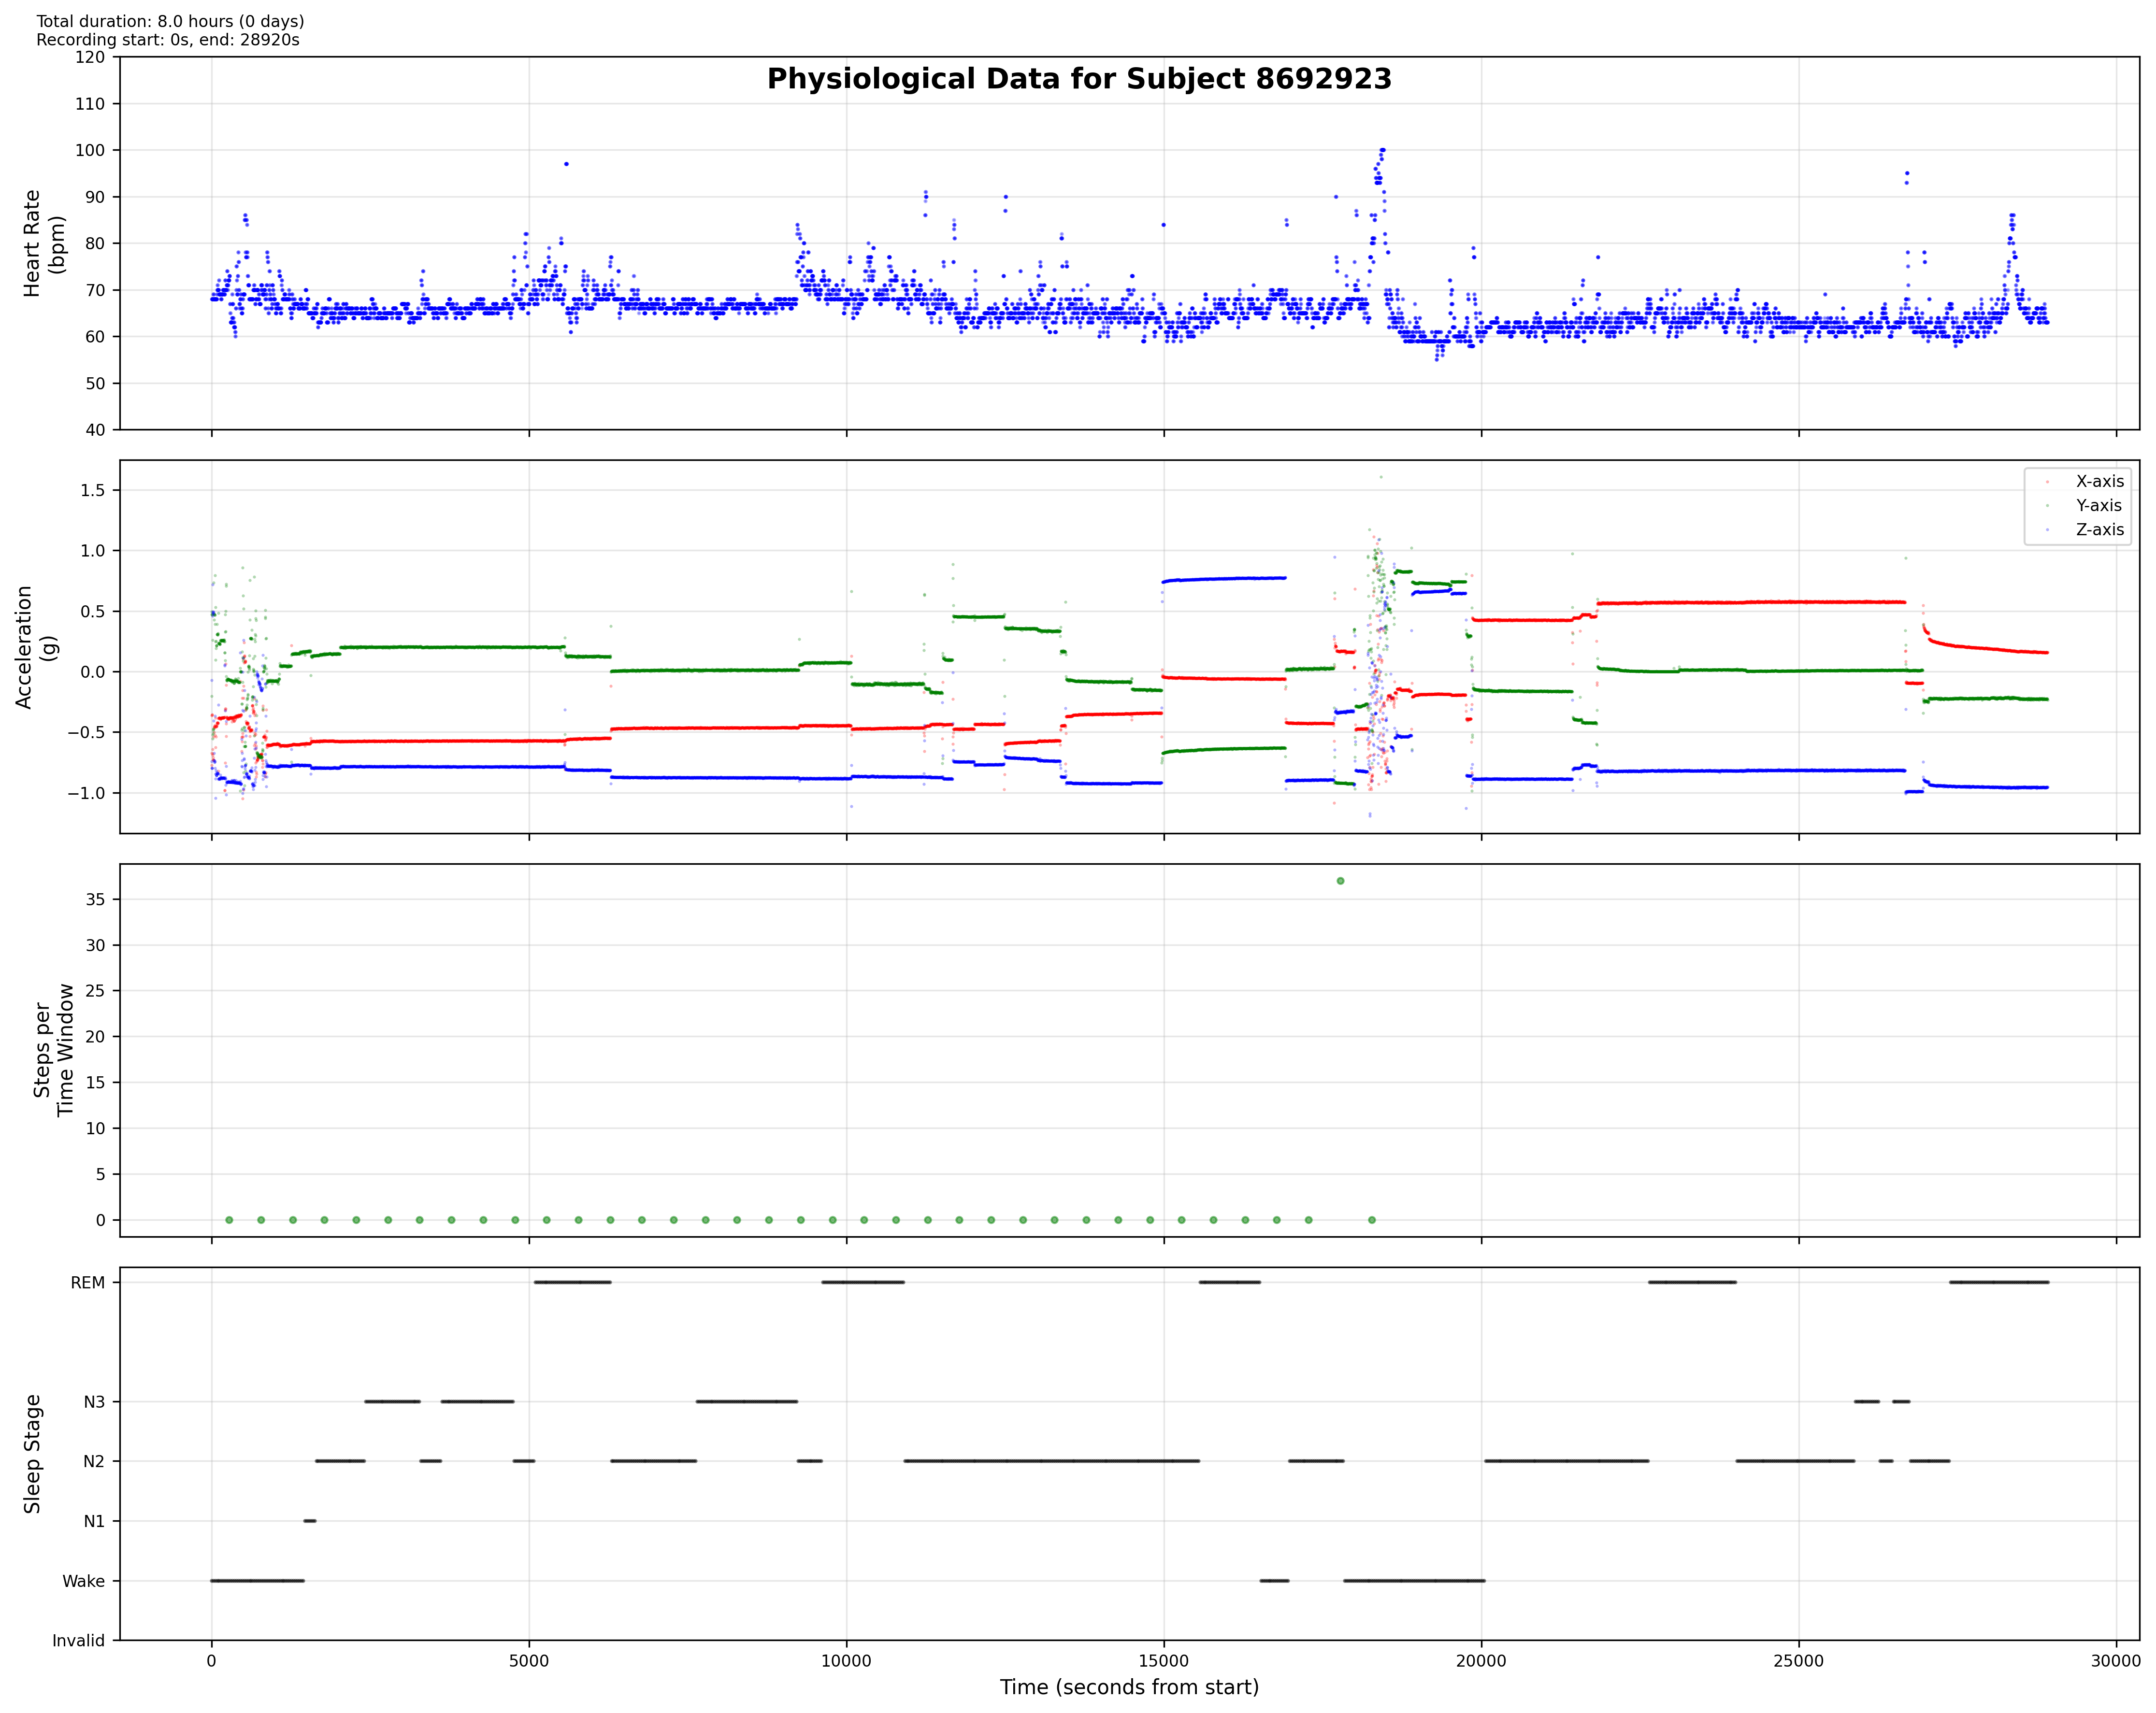 Total duration: 8.0 hours (0 days)
Recording start: 0s, end: 28920s
Physiological Data for Subject 8692923
120
110
100
90
80
70
60
50
40
Heart Rate
(bpm)
1.5
1.0
0.5
0.0
−0.5
−1.0
Acceleration
(g)
X-axis
Y-axis
Z-axis
35
30
25
20
15
10
5
0
Steps per
Time Window
REM
N3
N2
N1
Wake
Invalid
Sleep Stage
0 5000 10000 15000 20000 25000 30000
Time (seconds from start)